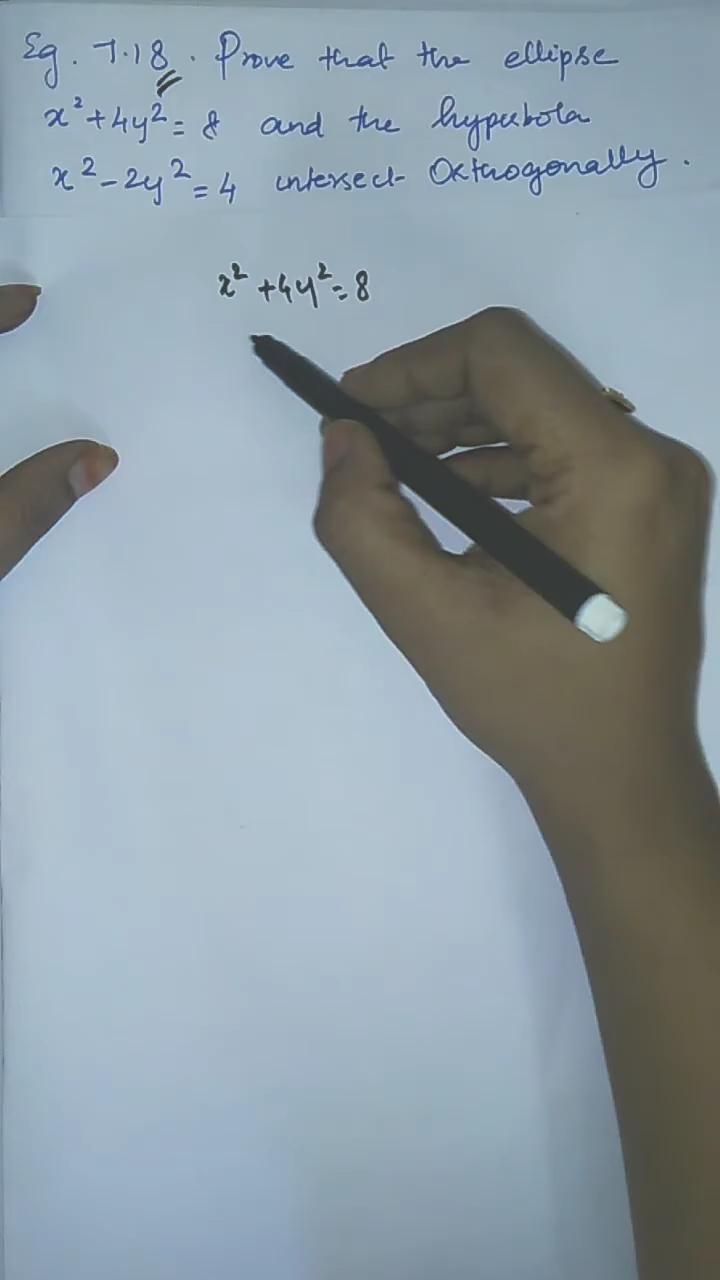 Eg. 7.18. Prove that the ellipse
x² + 4y² = 8 and the hyperbola
x² - 2y² = 4 intersect Orthogonally.
x² + 4y² = 8